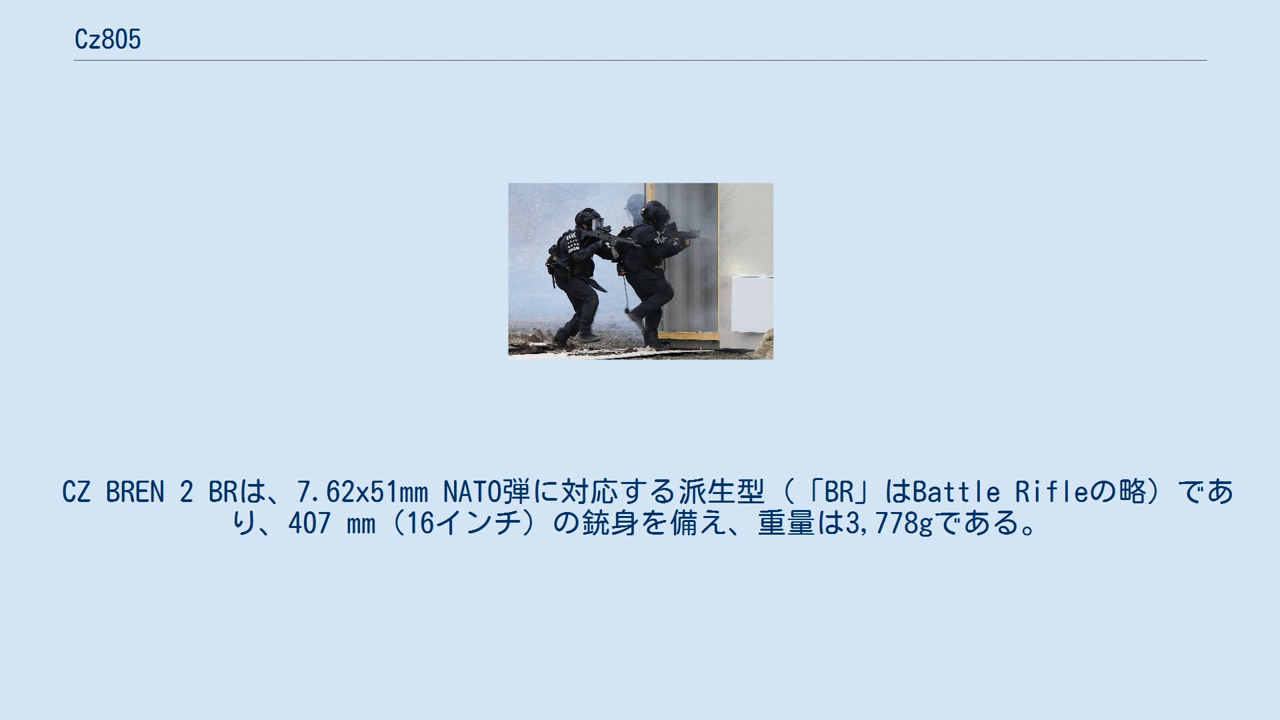 Cz805
CZ BREN 2 BRは、7.62x51mm NATO弾に対応する派生型（「BR」はBattle Rifleの略）であ
り、407 mm（16インチ）の銃身を備え、重量は3,778gである。